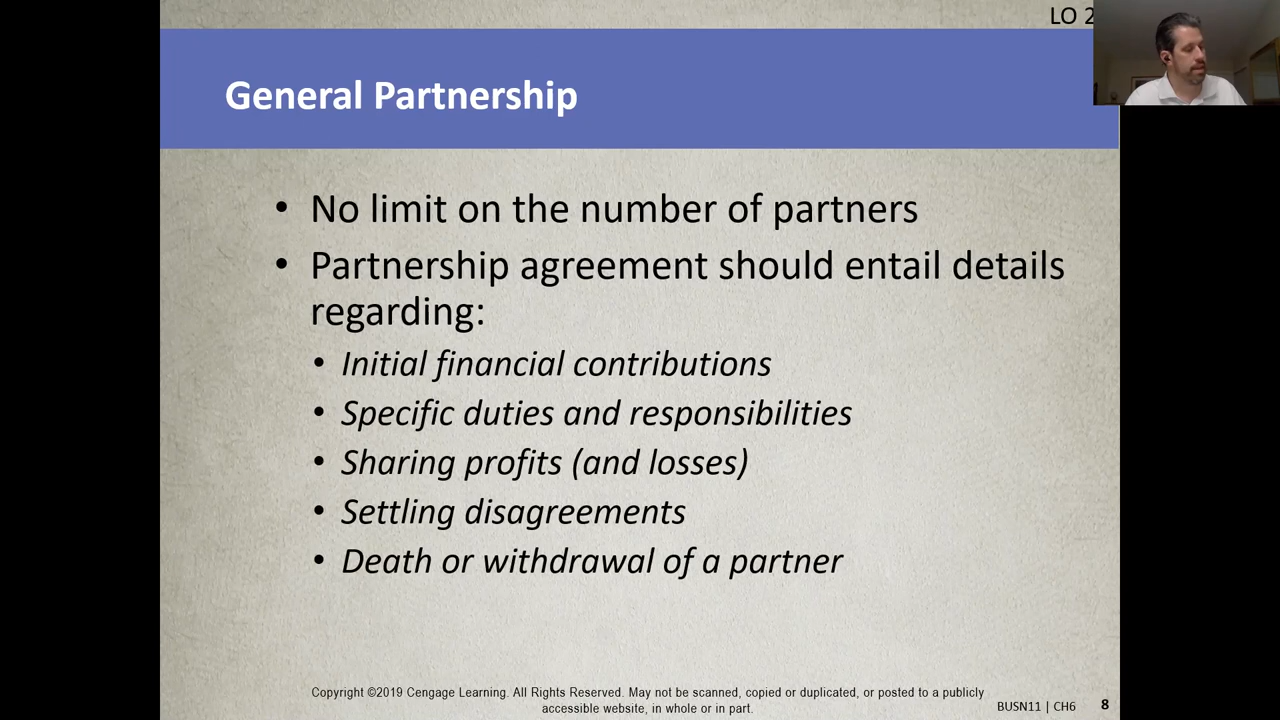 LO 2
General Partnership
• No limit on the number of partners
• Partnership agreement should entail details
regarding:
• Initial financial contributions
• Specific duties and responsibilities
• Sharing profits (and losses)
• Settling disagreements
• Death or withdrawal of a partner
Copyright ©2019 Cengage Learning. All Rights Reserved. May not be scanned, copied or duplicated, or posted to a publicly
accessible website, in whole or in part.
BUSN11 | CH6 8